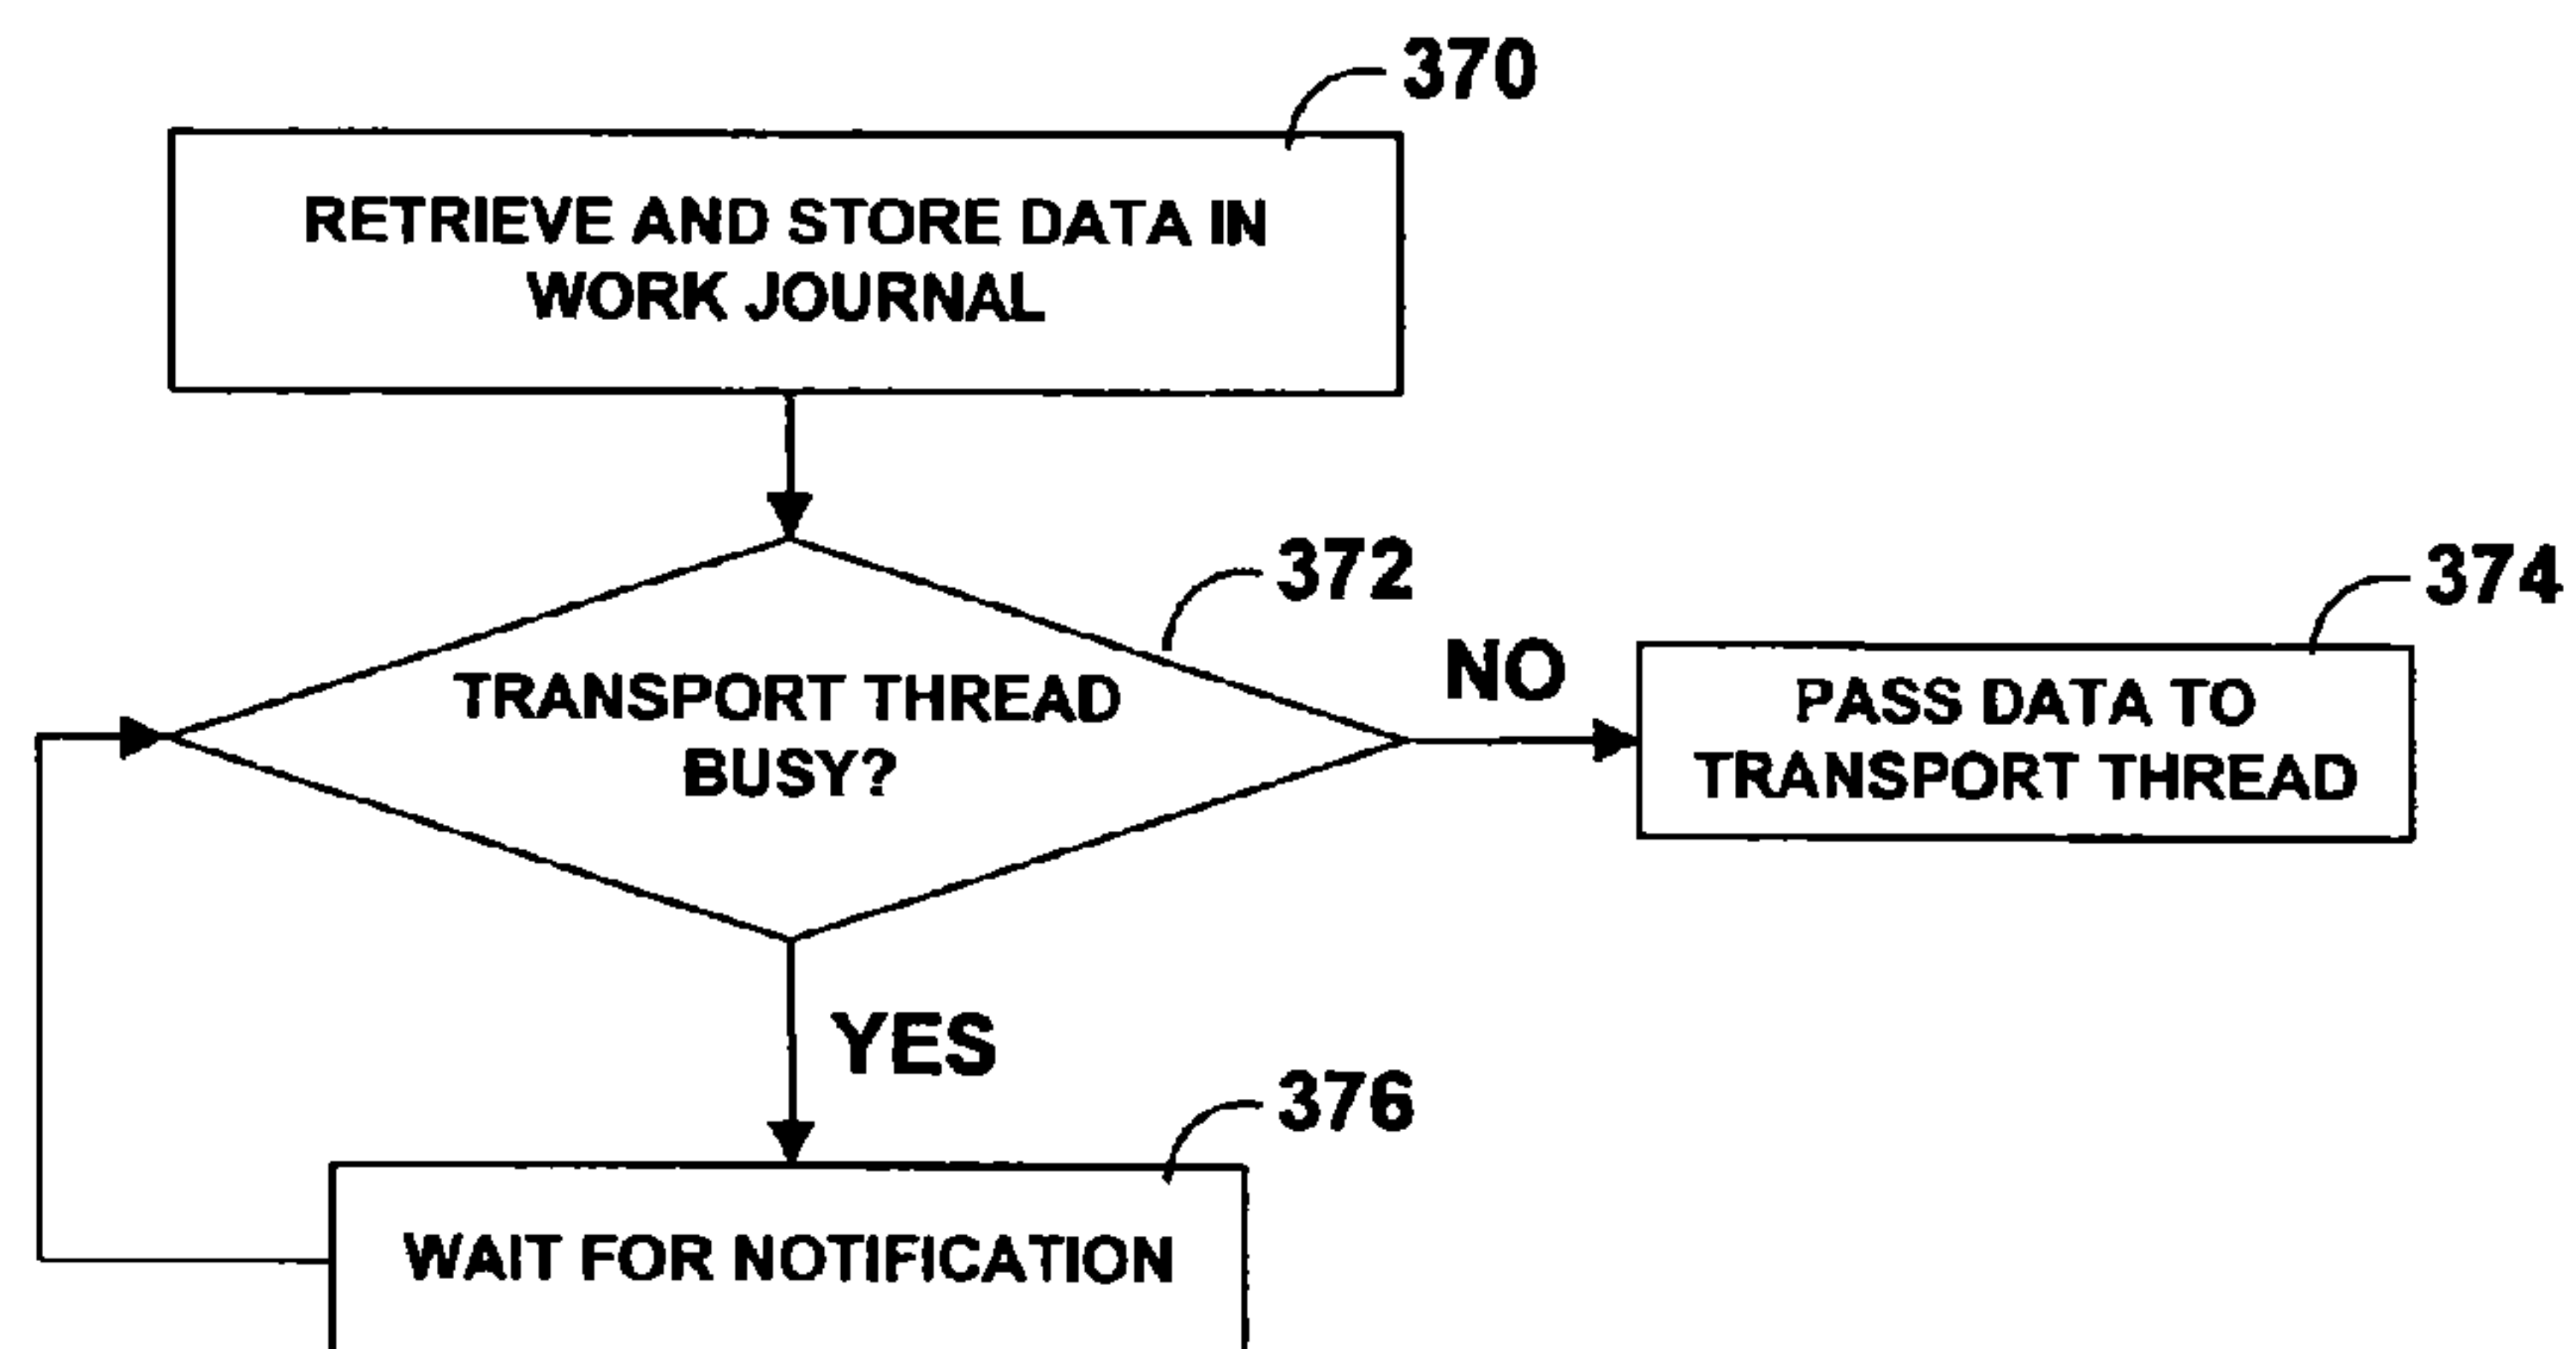 370
RETRIEVE AND STORE DATA IN
WORK JOURNAL
372
TRANSPORT THREAD
BUSY?
NO
374
PASS DATA TO
TRANSPORT THREAD
YES
376
WAIT FOR NOTIFICATION